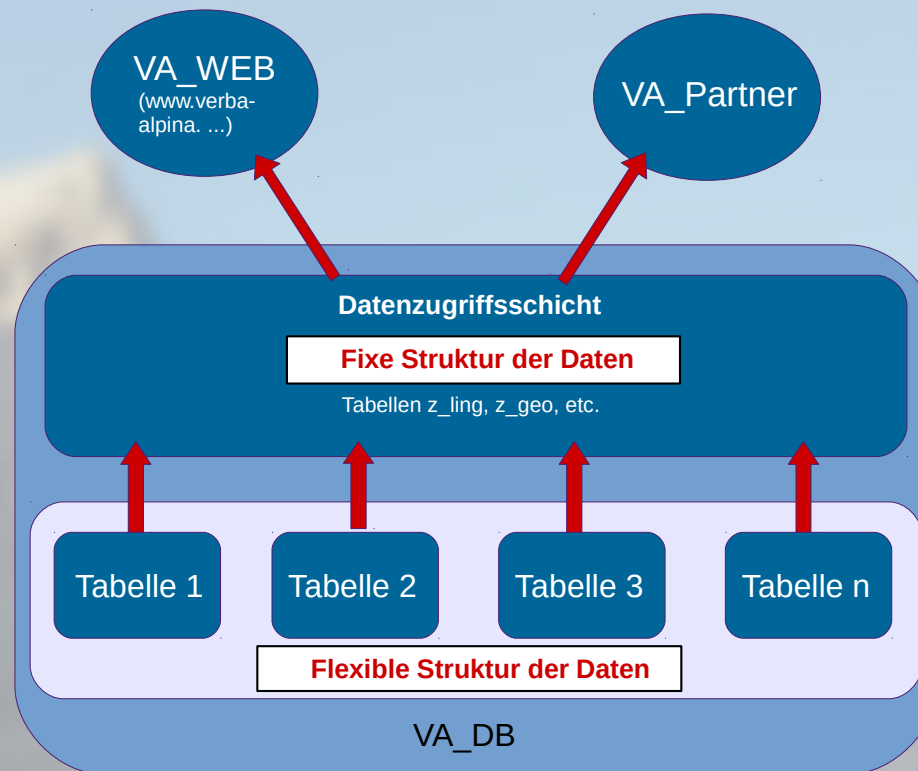 VA_WEB
(www.verba-
alpina. ...)
VA_Partner
Datenzugriffsschicht
Fixe Struktur der Daten
Tabellen z_ling, z_geo, etc.
Tabelle 1
Tabelle 2
Tabelle 3
Tabelle n
Flexible Struktur der Daten
VA_DB